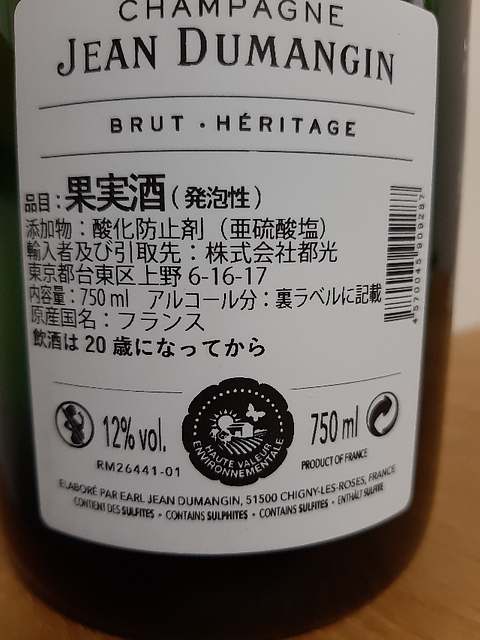 CHAMPAGNE
JEAN DUMANGIN
BRUT · HÉRITAGE
品目：果実酒（発泡性）
添加物：酸化防止剤（亜硫酸塩）
輸入者及び引取先：株式会社都光
東京都台東区上野 6-16-17
内容量：750 ml アルコール分：裏ラベルに記載
原産国名：フランス
飲酒は 20 歳になってから
4 570045 909287
12% vol.
HAUTE VALEUR
ENVIRONNEMENTALE
750 ml
RM26441-01
PRODUCT OF FRANCE
ELABORÉ PAR EARL JEAN DUMANGIN, 51500 CHIGNY-LES-ROSES, FRANCE
CONTIENT DES SULFITES • CONTAINS SULPHITES • CONTAINS SULFITES • ENTHÄLT SULFITE